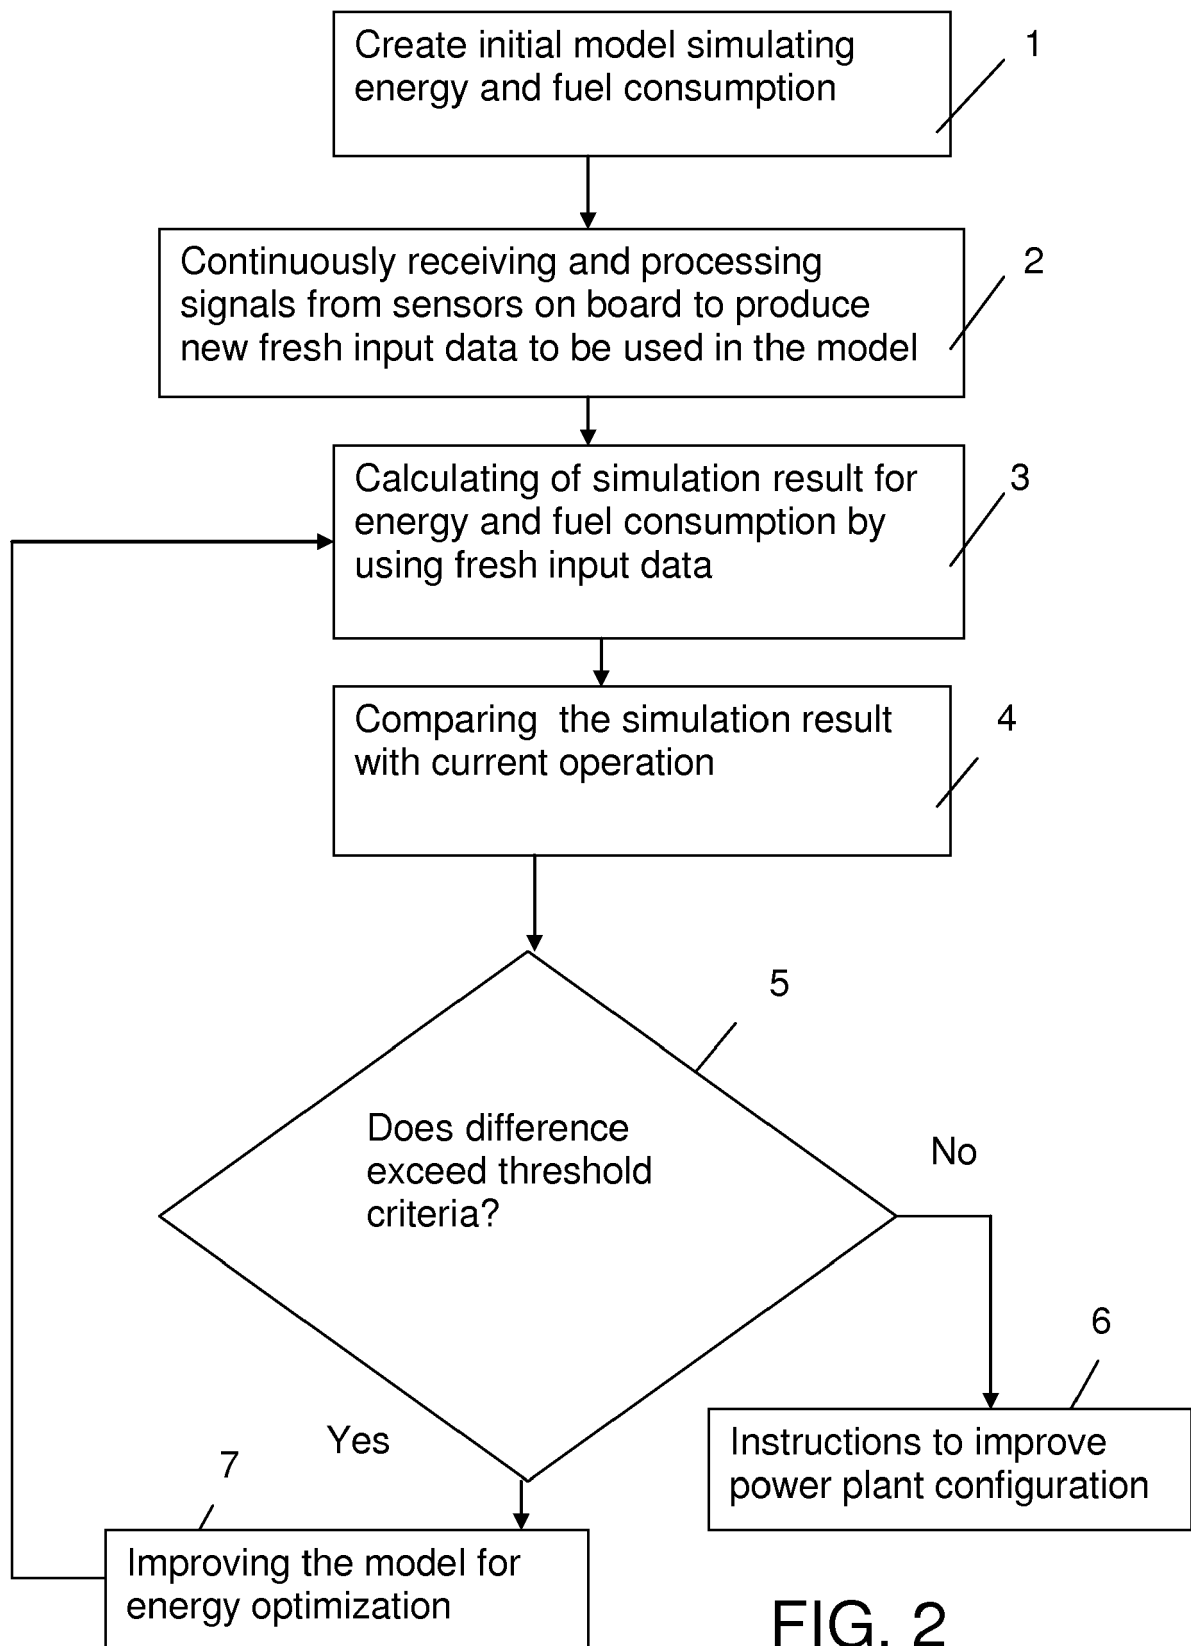 Create initial model simulating
energy and fuel consumption
1
Continuously receiving and processing
signals from sensors on board to produce
new fresh input data to be used in the model
2
Calculating of simulation result for
energy and fuel consumption by
using fresh input data
3
Comparing  the simulation result
with current operation
4
5
Does difference
exceed threshold
criteria?
No
6
Instructions to improve
power plant configuration
Yes
7
Improving the model for
energy optimization
FIG. 2